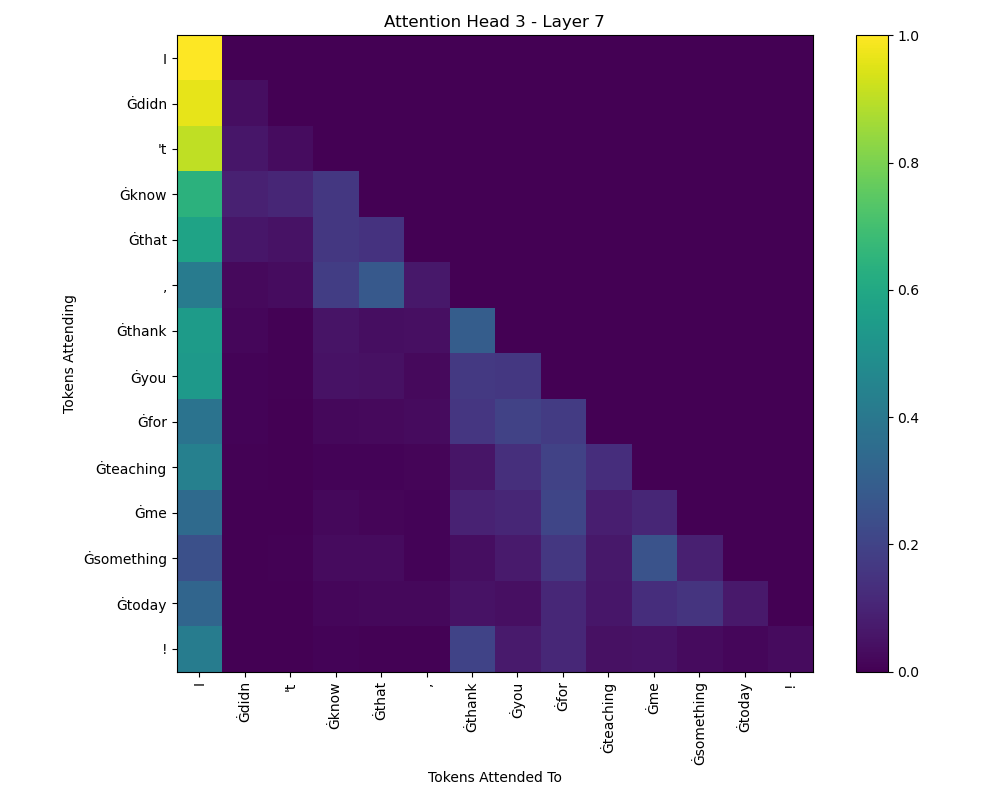 Attention Head 3 - Layer 7
I
Ġdidn
't
Ġknow
Ġthat
,
Ġthank
Ġyou
Ġfor
Ġteaching
Ġme
Ġsomething
Ġtoday
!
Tokens Attending
I
Ġdidn
't
Ġknow
Ġthat
,
Ġthank
Ġyou
Ġfor
Ġteaching
Ġme
Ġsomething
Ġtoday
!
Tokens Attended To
1.0
0.8
0.6
0.4
0.2
0.0